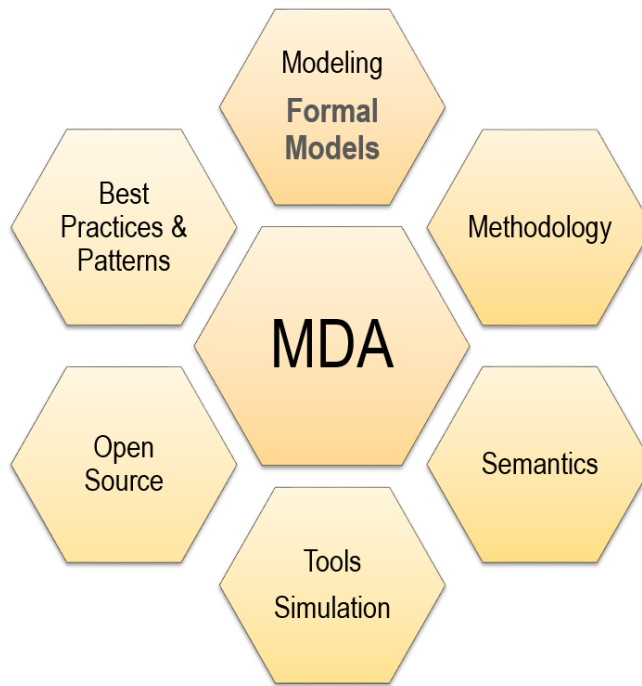 Modeling
Formal
Models
Best
Practices &
Patterns
Methodology
MDA
Open
Source
Semantics
Tools
Simulation